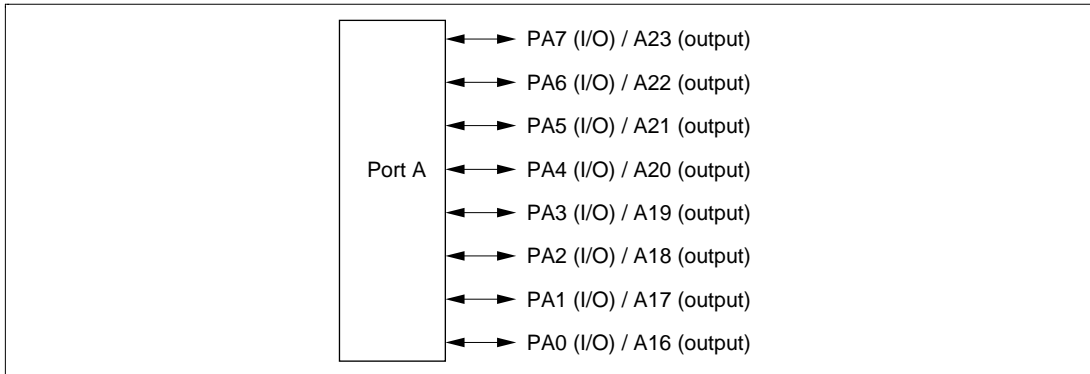 PA7 (I/O) / A23 (output)
PA6 (I/O) / A22 (output)
PA5 (I/O) / A21 (output)
Port A
PA4 (I/O) / A20 (output)
PA3 (I/O) / A19 (output)
PA2 (I/O) / A18 (output)
PA1 (I/O) / A17 (output)
PA0 (I/O) / A16 (output)